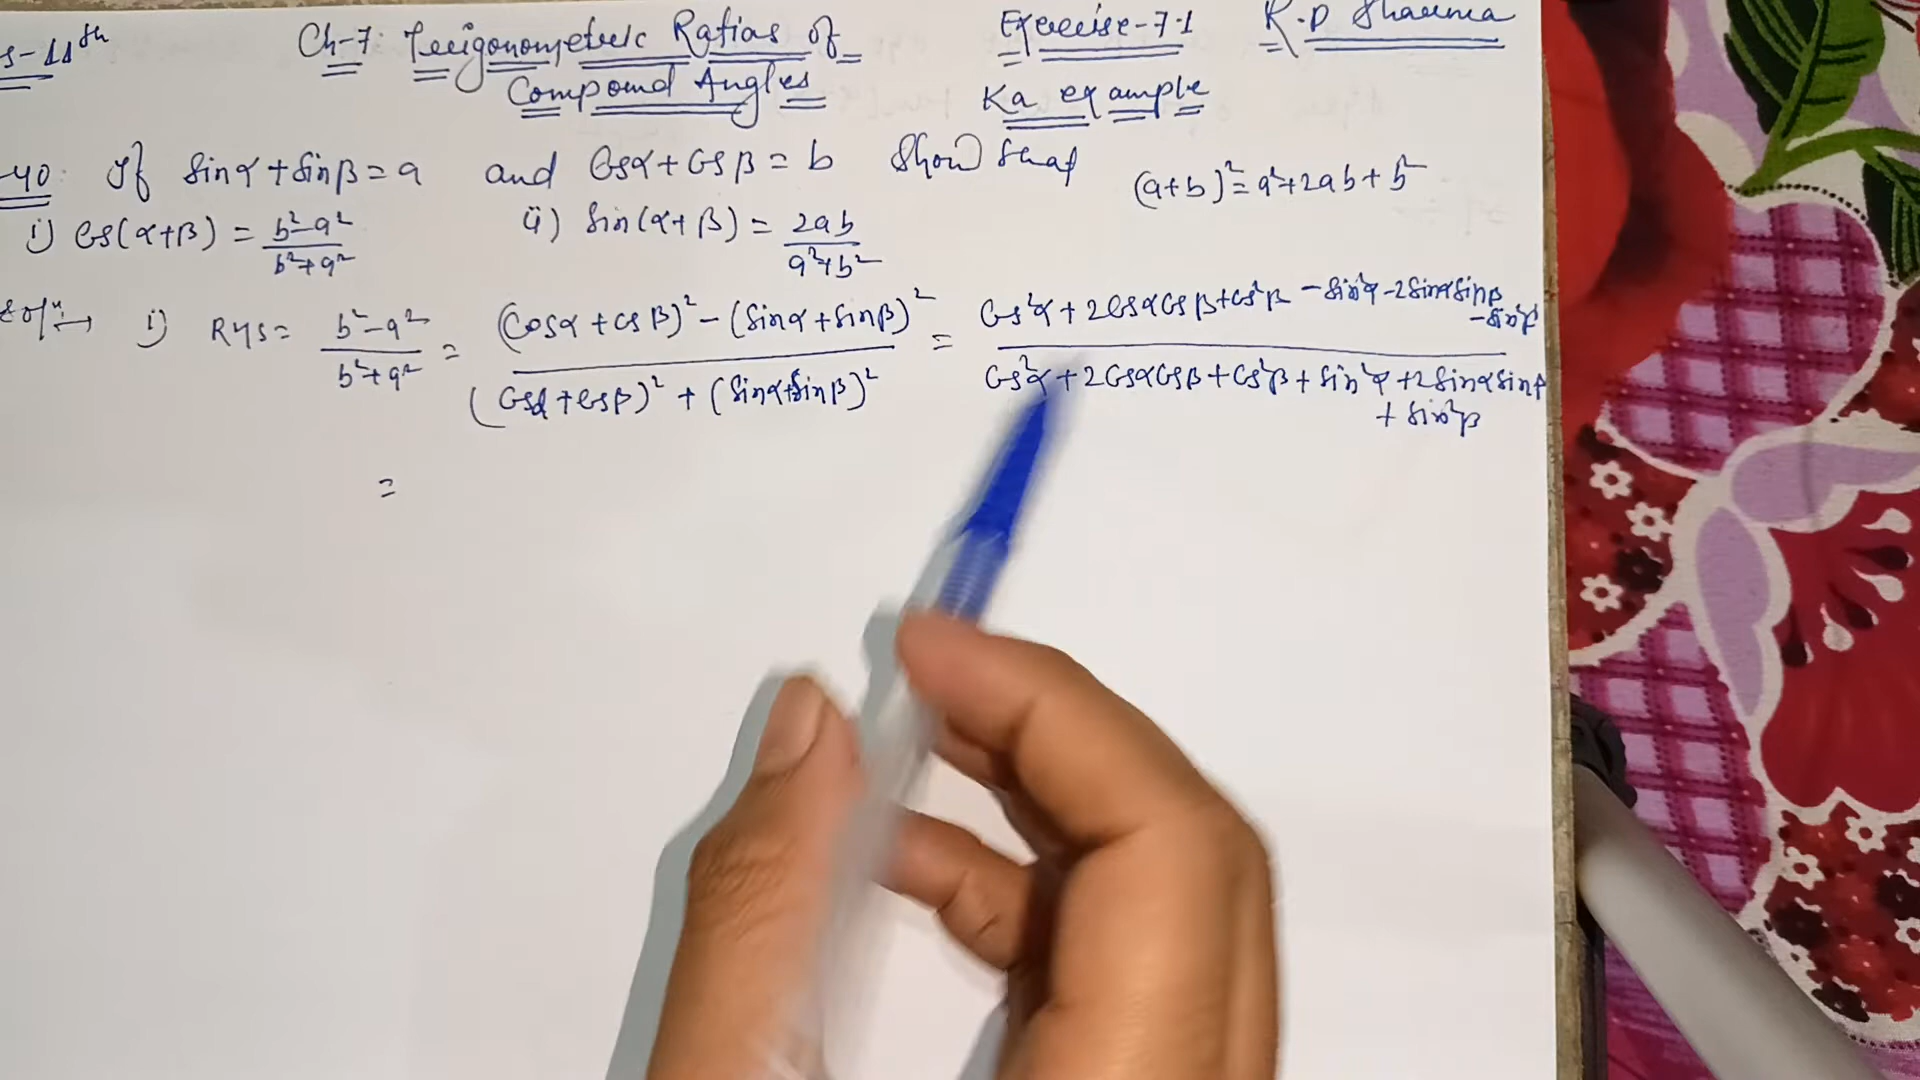 s-11th Ch-7: Trigonometric Ratios of Compound Angles Exercise-7.1 Ka example R.D Sharma
-40. If Sinα+Sinβ=a and Cosα+Cosβ=b Show that (a+b)²=a²+2ab+b²
i) Cos(α+β) = b²-a²/b²+a² ii) Sin(α+β) = 2ab/a²+b²
Solⁿ→ i) RHS= b²-a²/b²+a² = (Cosα+Cosβ)²-(Sinα+Sinβ)²/(Cosα+Cosβ)²+(Sinα+Sinβ)² = Cos²α+2CosαCosβ+Cos²β-Sin²α-2SinαSinβ-Sin²β/Cos²α+2CosαCosβ+Cos²β+Sin²α+2SinαSinβ+Sin²β
=